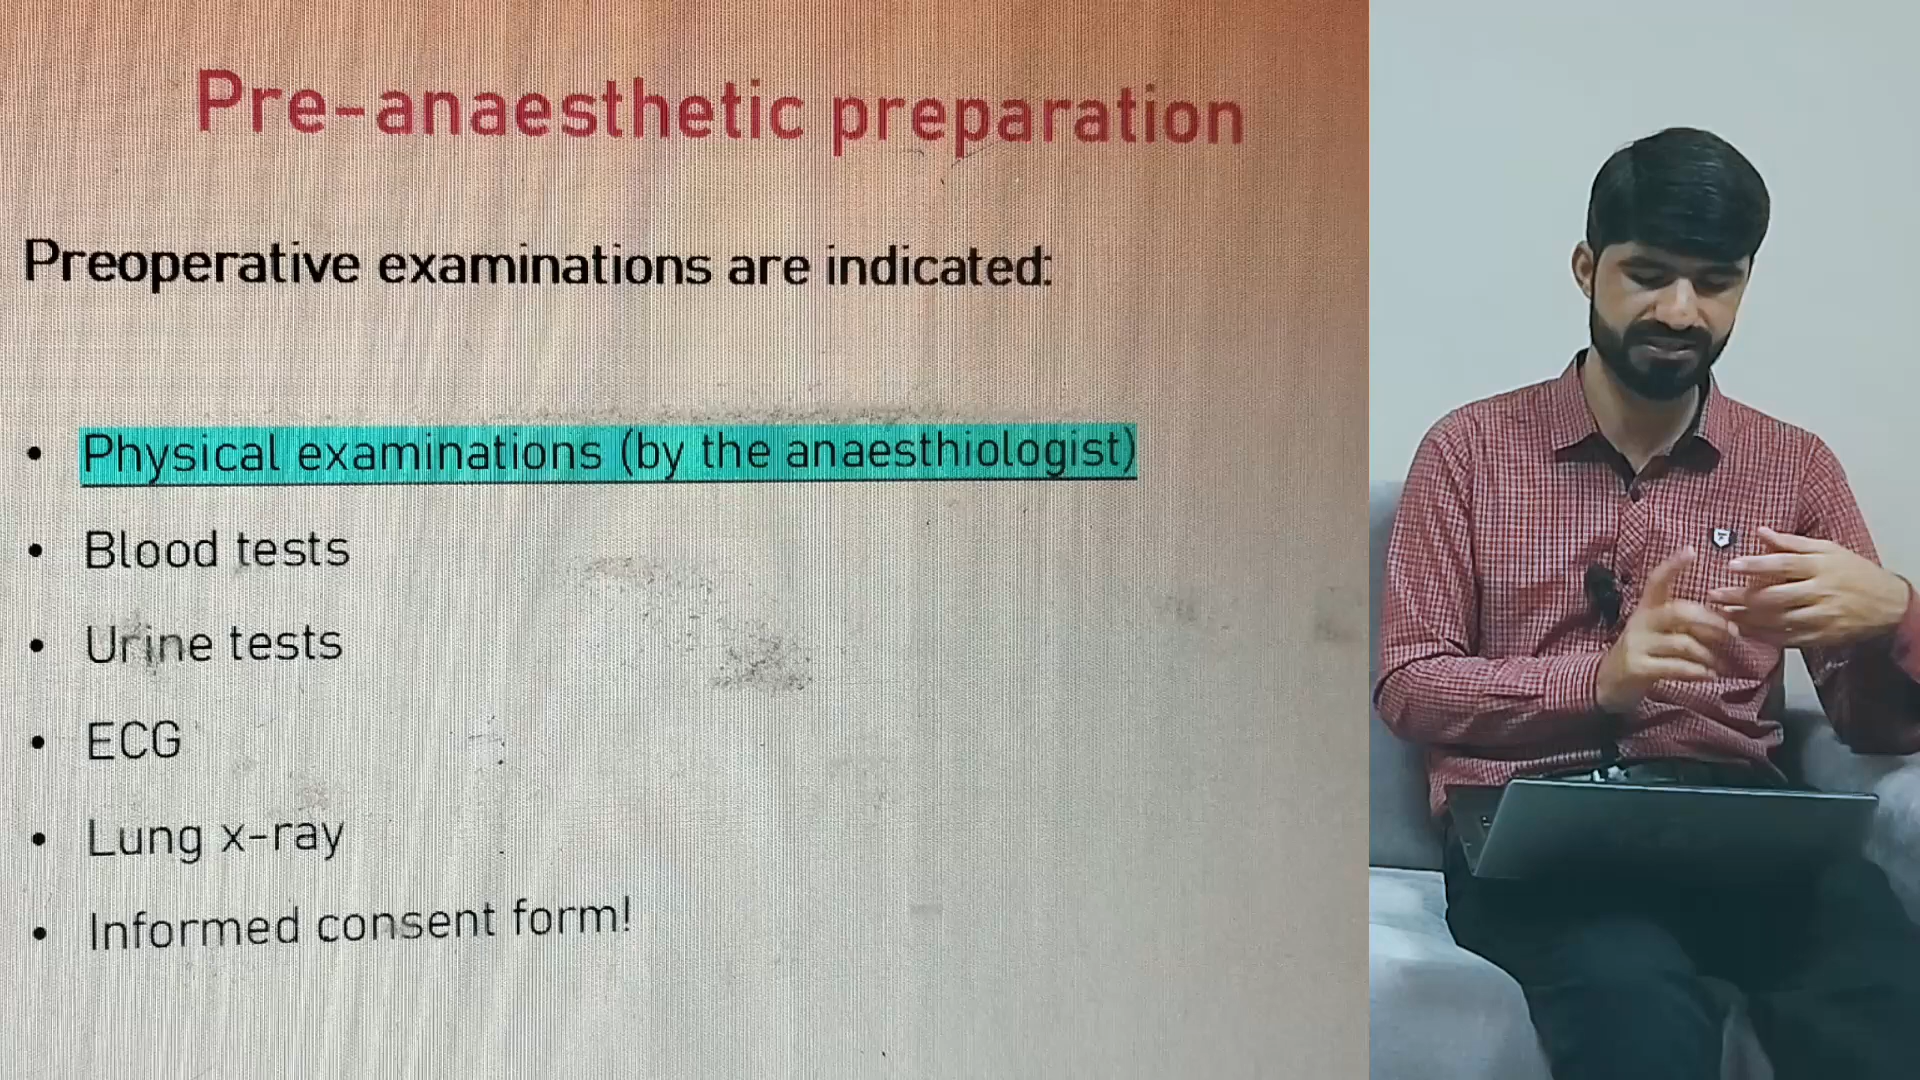 Pre-anaesthetic preparation
Preoperative examinations are indicated:
• Physical examinations (by the anaesthiologist)
• Blood tests
• Urine tests
• ECG
• Lung x-ray
• Informed consent form!